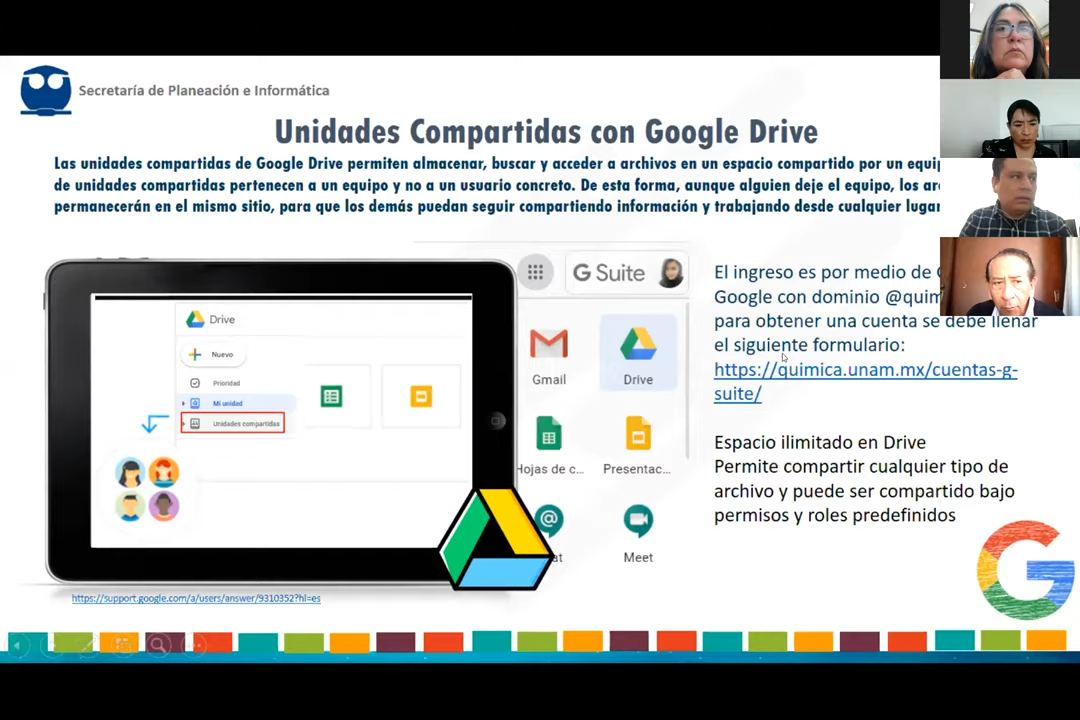 Secretaría de Planeación e Informática
Unidades Compartidas con Google Drive
Las unidades compartidas de Google Drive permiten almacenar, buscar y acceder a archivos en un espacio compartido por un
de unidades compartidas pertenecen a un equipo y no a un usuario concreto. De esta forma, aunque alguien deje el equipo, los
permanecerán en el mismo sitio, para que los demás puedan seguir compartiendo información y trabajando desde cualquier
Drive
Nuevo
Prioridad
Mi unidad
Unidades compartidas
G Suite
Gmail
Drive
Hojas de c...
Presentac...
Meet
El ingreso es por medio de
Google con dominio
para obtener una cuenta se debe llenar
el siguiente formulario:
https://quimica.unam.mx/cuentas-g-
suite/
Espacio ilimitado en Drive
Permite compartir cualquier tipo de
archivo y puede ser compartido bajo
permisos y roles predefinidos
https://support.google.com/a/users/answer/9310352?hl=es